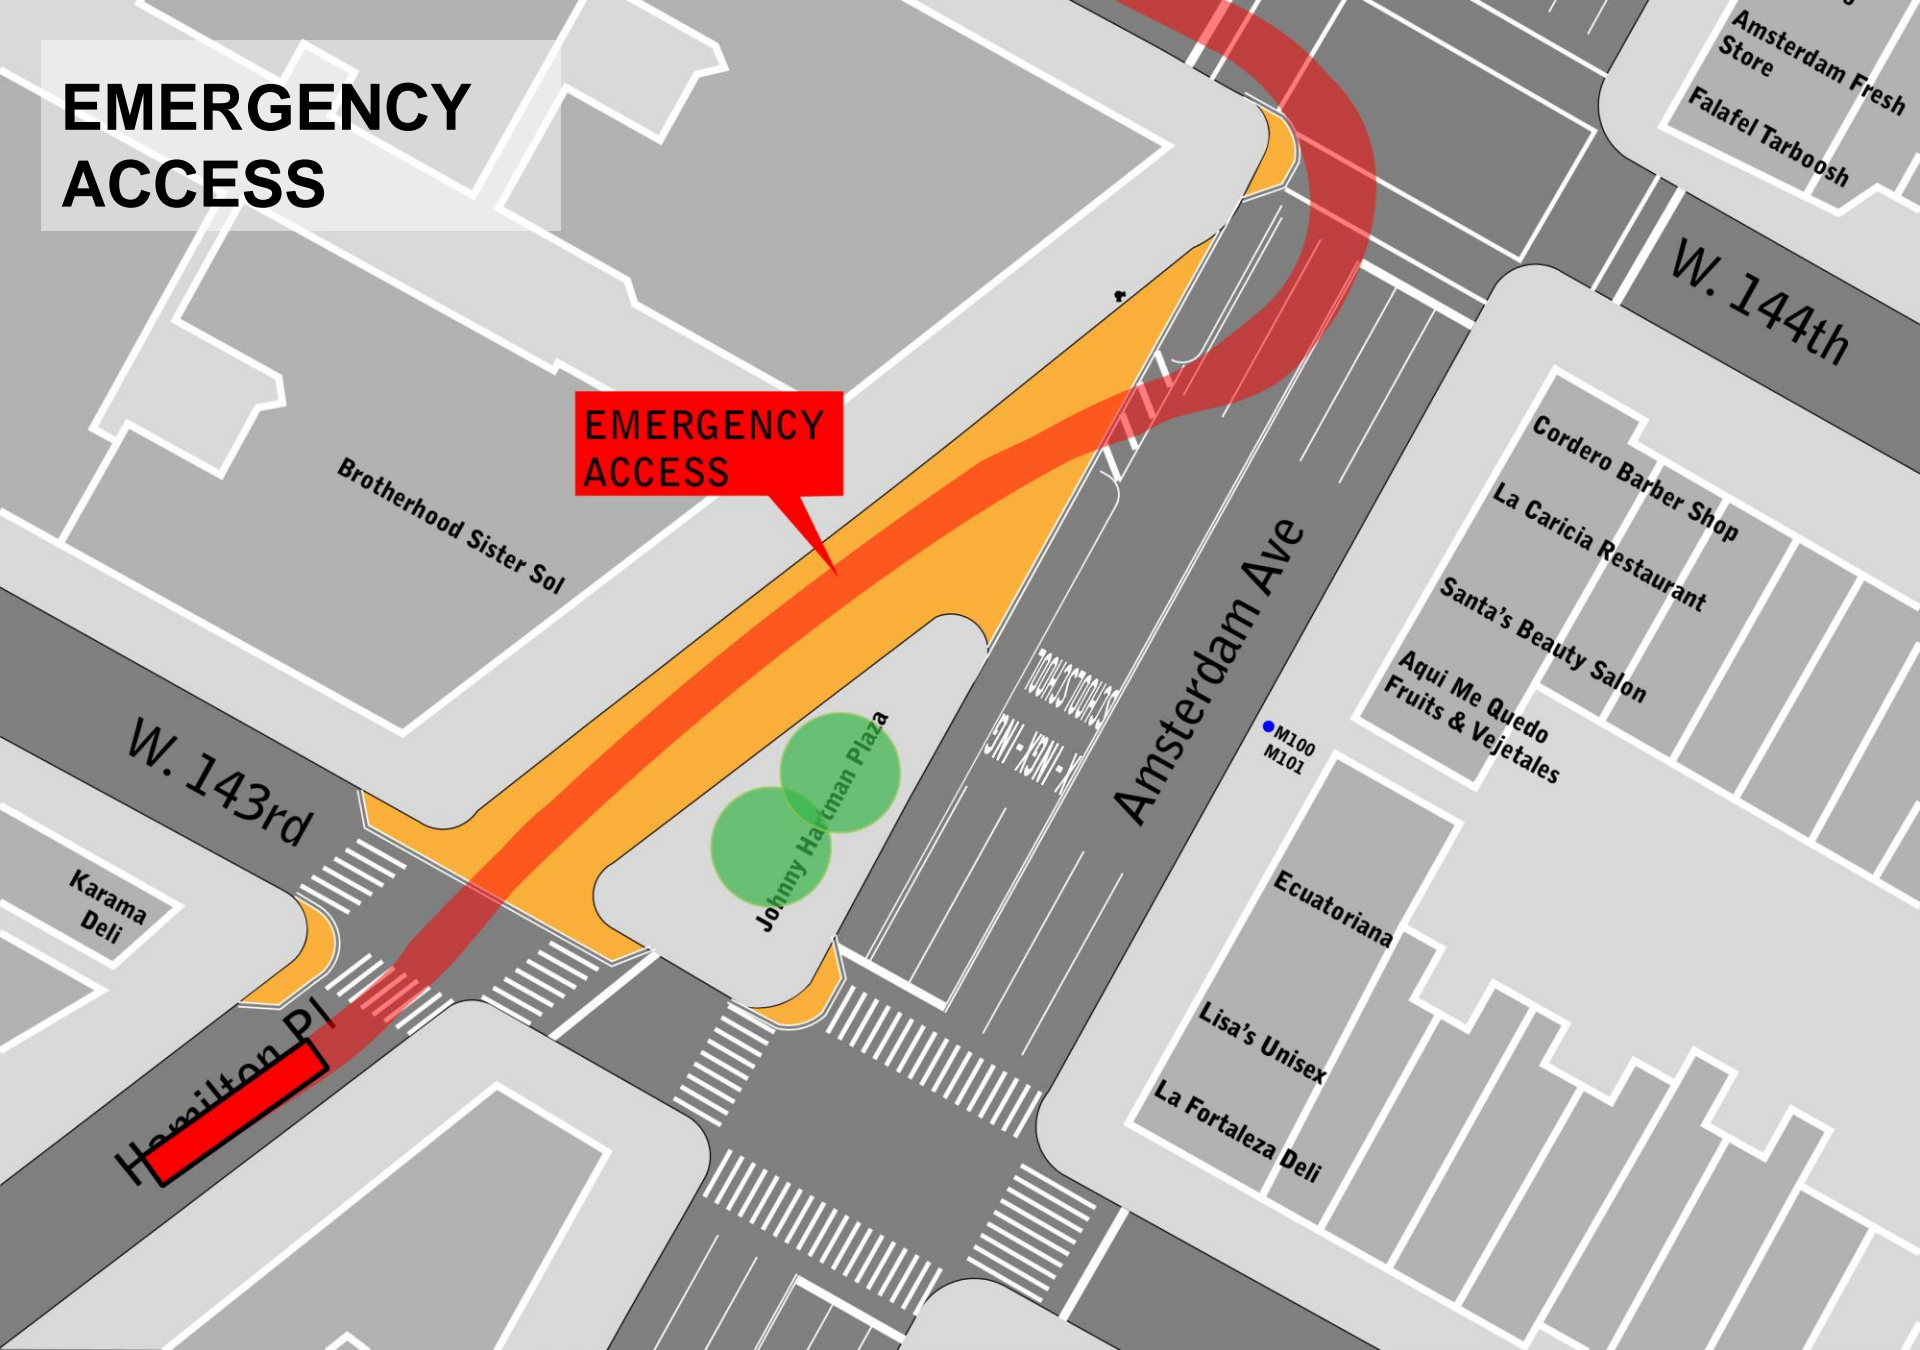 EMERGENCY
ACCESS
Amsterdam Fresh
Store
Falafel Tarboosh
W. 144th
EMERGENCY
ACCESS
Brotherhood Sister Sol
Cordero Barber Shop
La Caricia Restaurant
Santa's Beauty Salon
Aqui Me Quedo
Fruits & Vejetales
Amsterdam Ave
M100
M101
Johnny Hartman Plaza
W. 143rd
Karama
Deli
Ecuatoriana
Hamilton Pl
Lisa's Unisex
La Fortaleza Deli